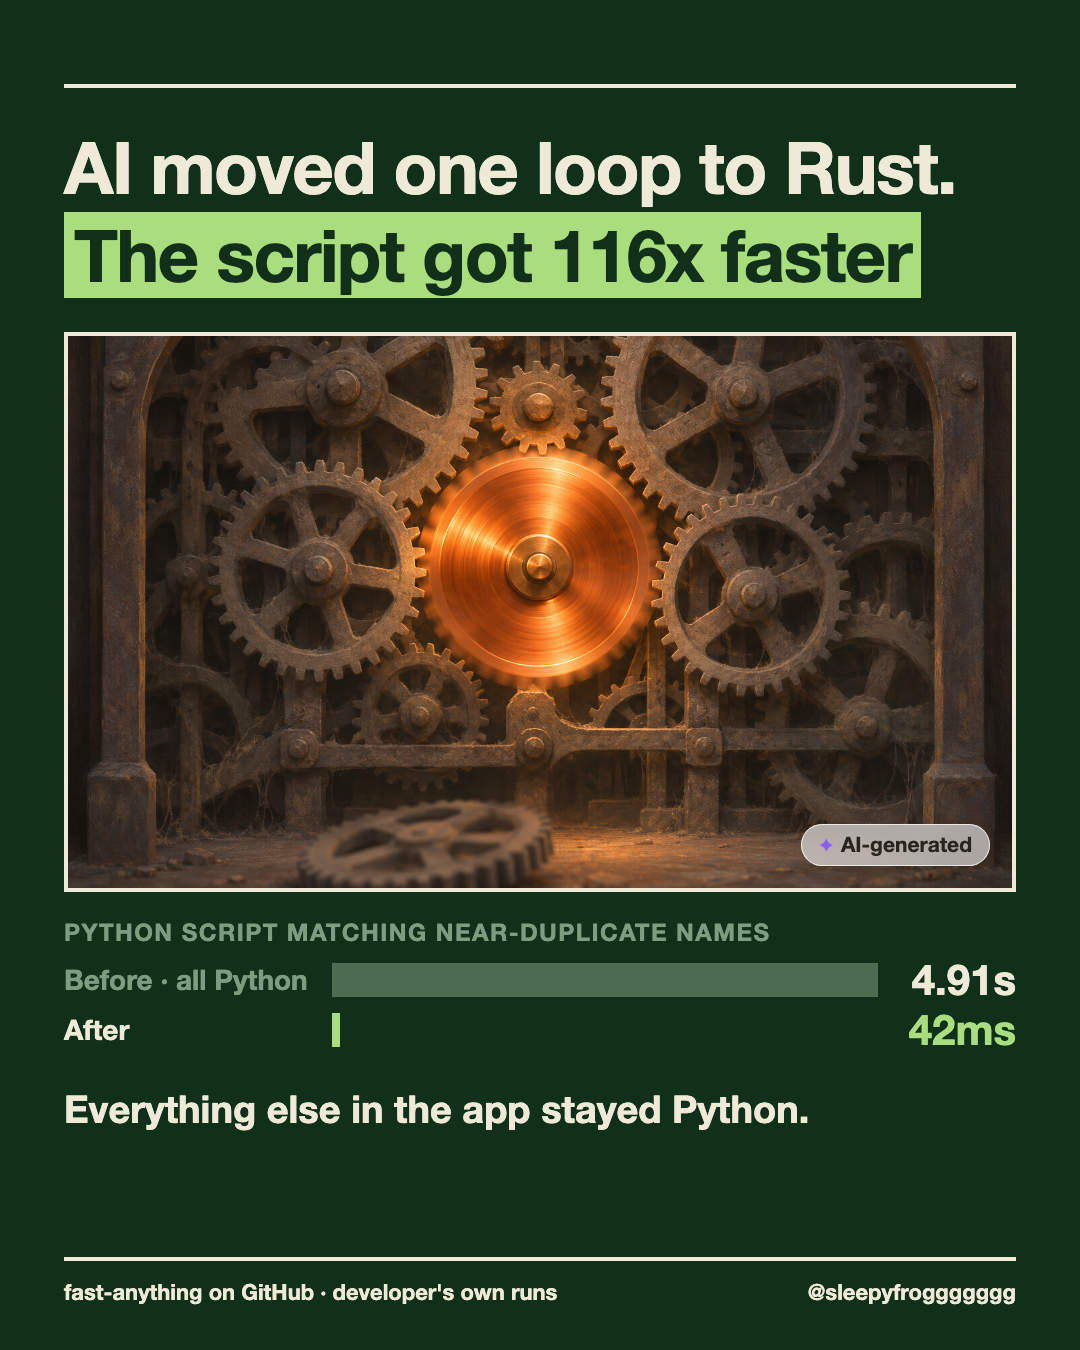 AI moved one loop to Rust.
The script got 116x faster
AI-generated
PYTHON SCRIPT MATCHING NEAR-DUPLICATE NAMES
Before · all Python 4.91s
After 42ms
Everything else in the app stayed Python.
fast-anything on GitHub · developer's own runs @sleepyfrogggggggg